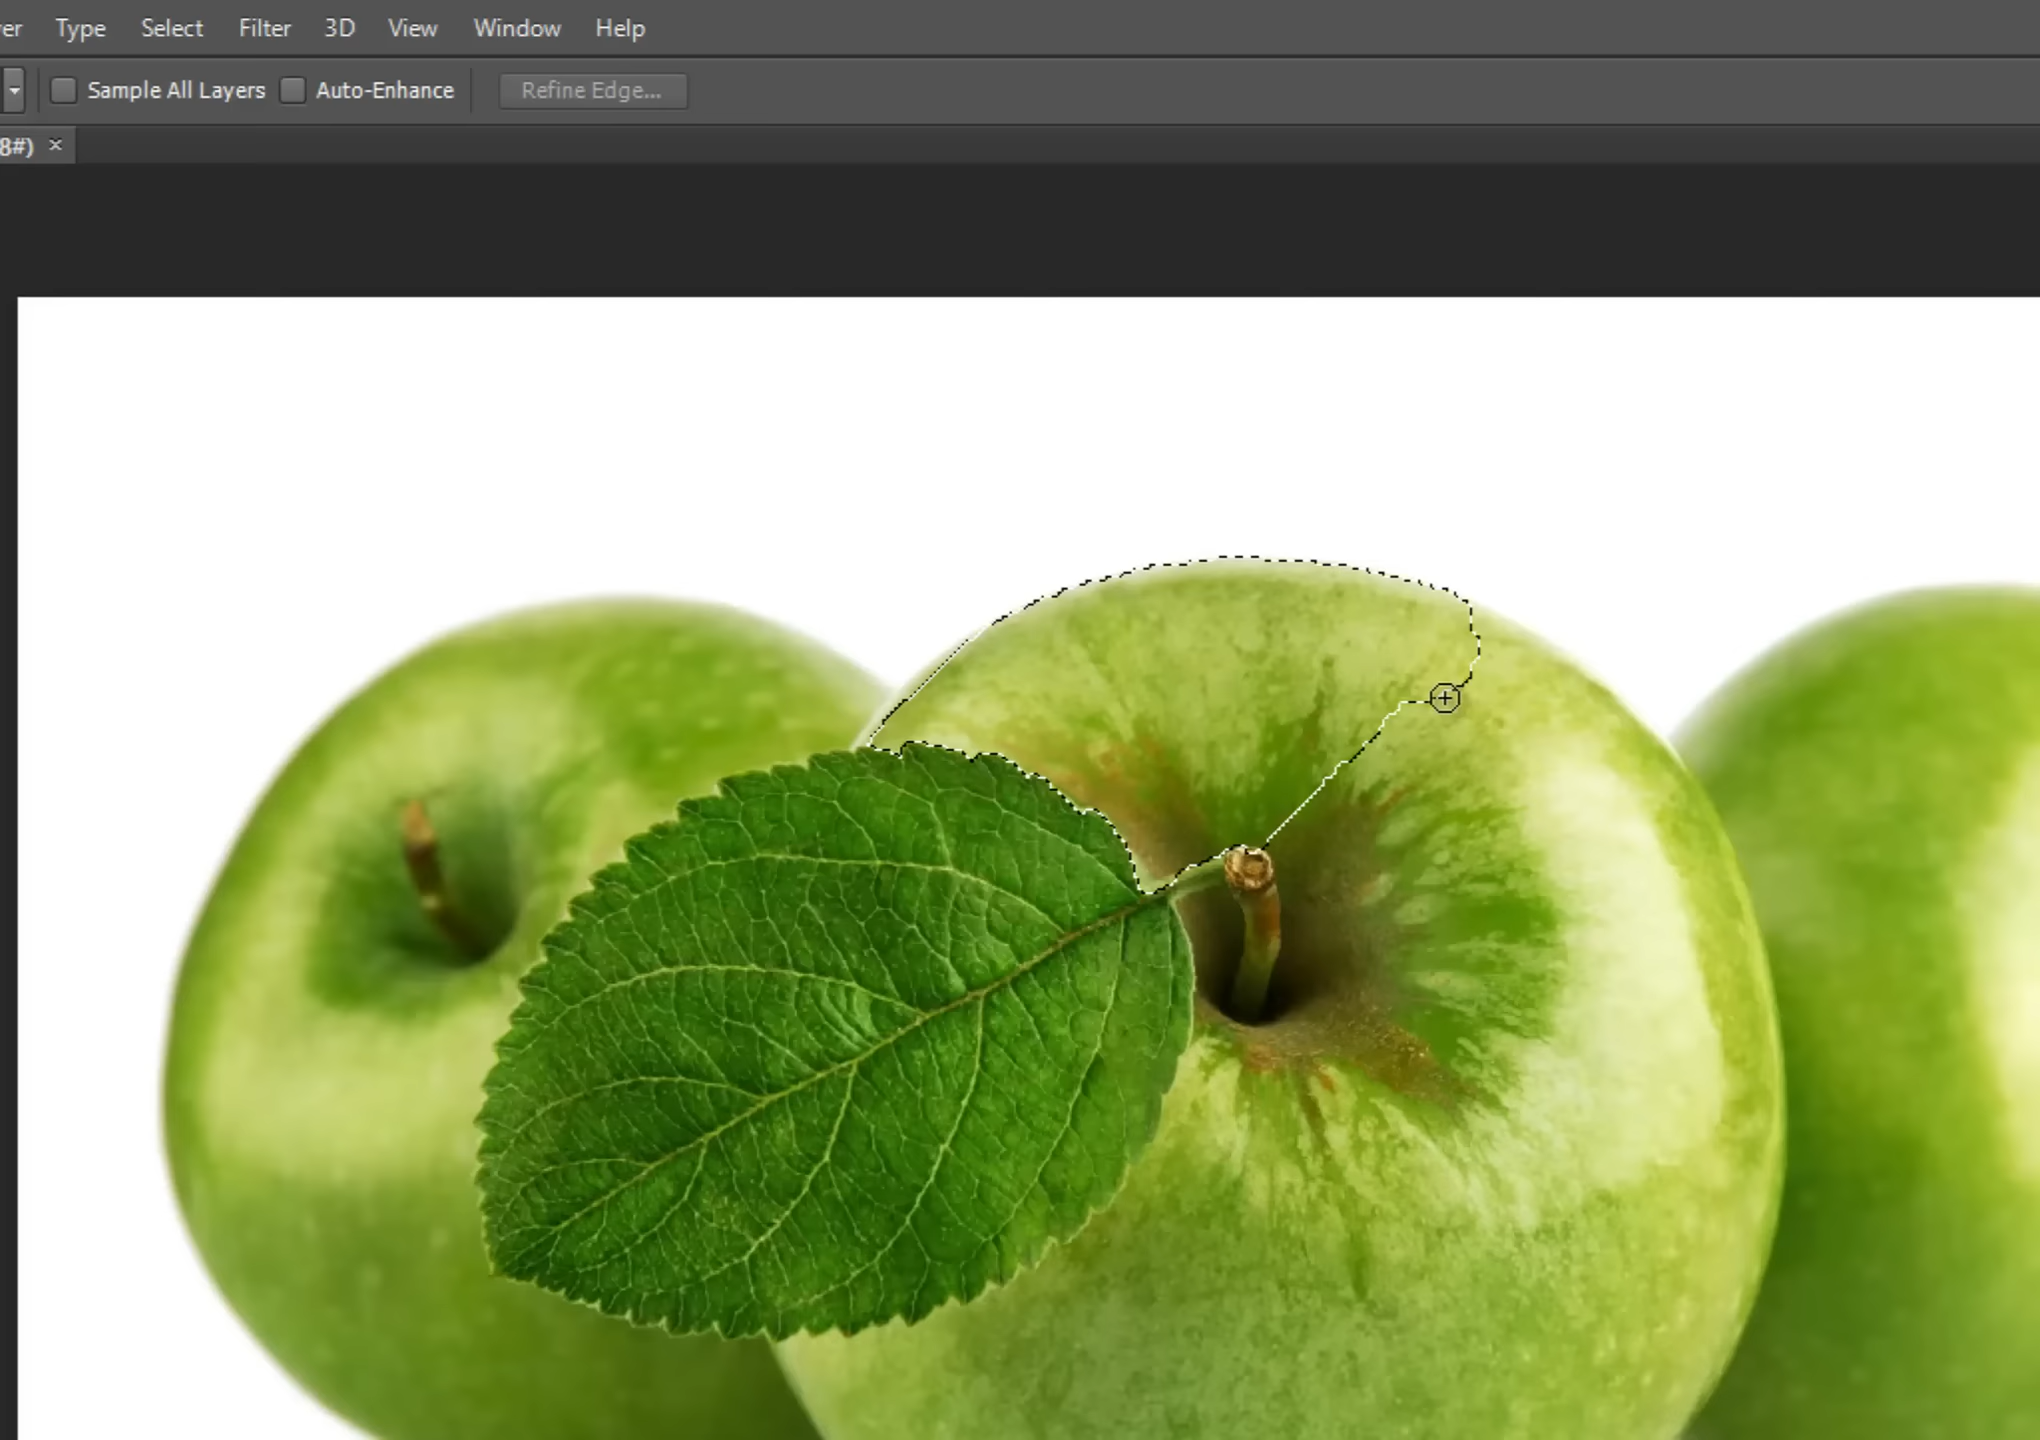 er Type Select Filter 3D View Window Help
Sample All Layers Auto-Enhance Refine Edge...
8#) ×